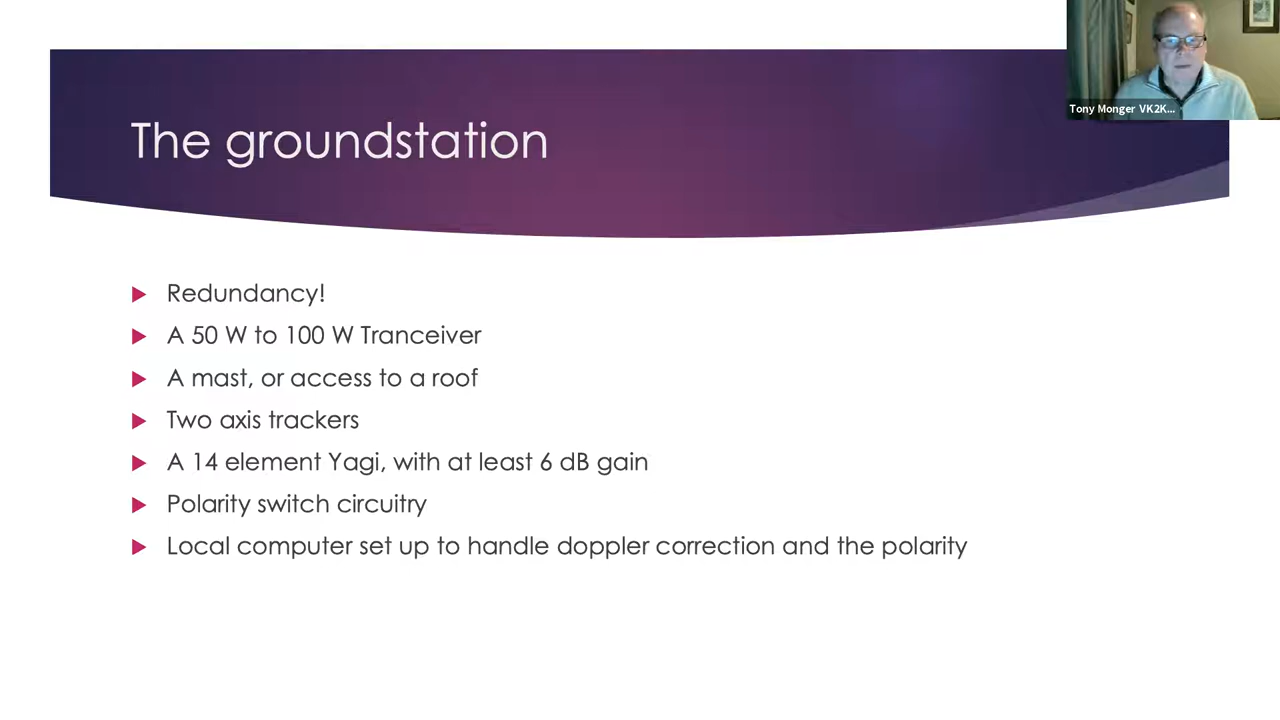 Tony Monger VK2K...
The groundstation
Redundancy!
A 50 W to 100 W Tranceiver
A mast, or access to a roof
Two axis trackers
A 14 element Yagi, with at least 6 dB gain
Polarity switch circuitry
Local computer set up to handle doppler correction and the polarity